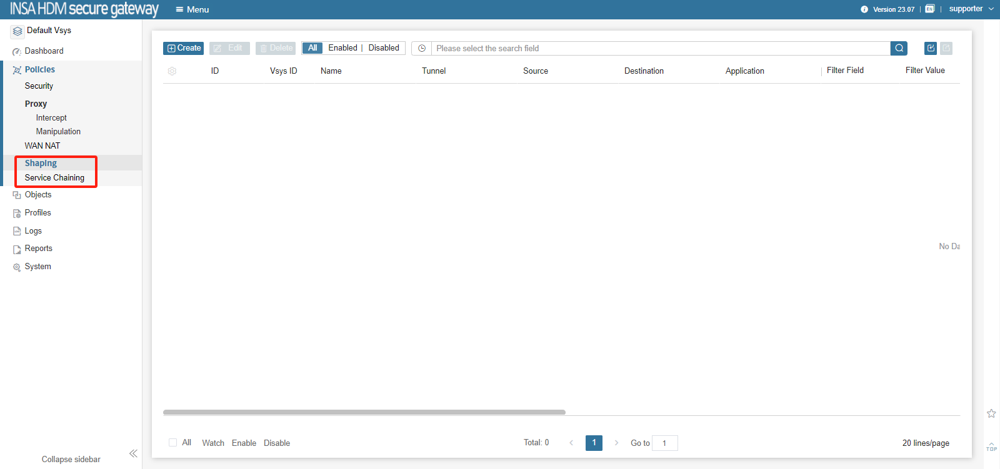 INSA HDM secure gateway
Menu
Version 23.07 | EN | supporter
Default Vsys
Dashboard
Policies
Security
Proxy
Intercept
Manipulation
WAN NAT
Shaping
Service Chaining
Objects
Profiles
Logs
Reports
System
Collapse sidebar
Create Edit Delete All Enabled | Disabled Please select the search field
ID Vsys ID Name Tunnel Source Destination Application Filter Field Filter Value
No Da
All Watch Enable Disable Total: 0 1 Go to 1 20 lines/page
TOP